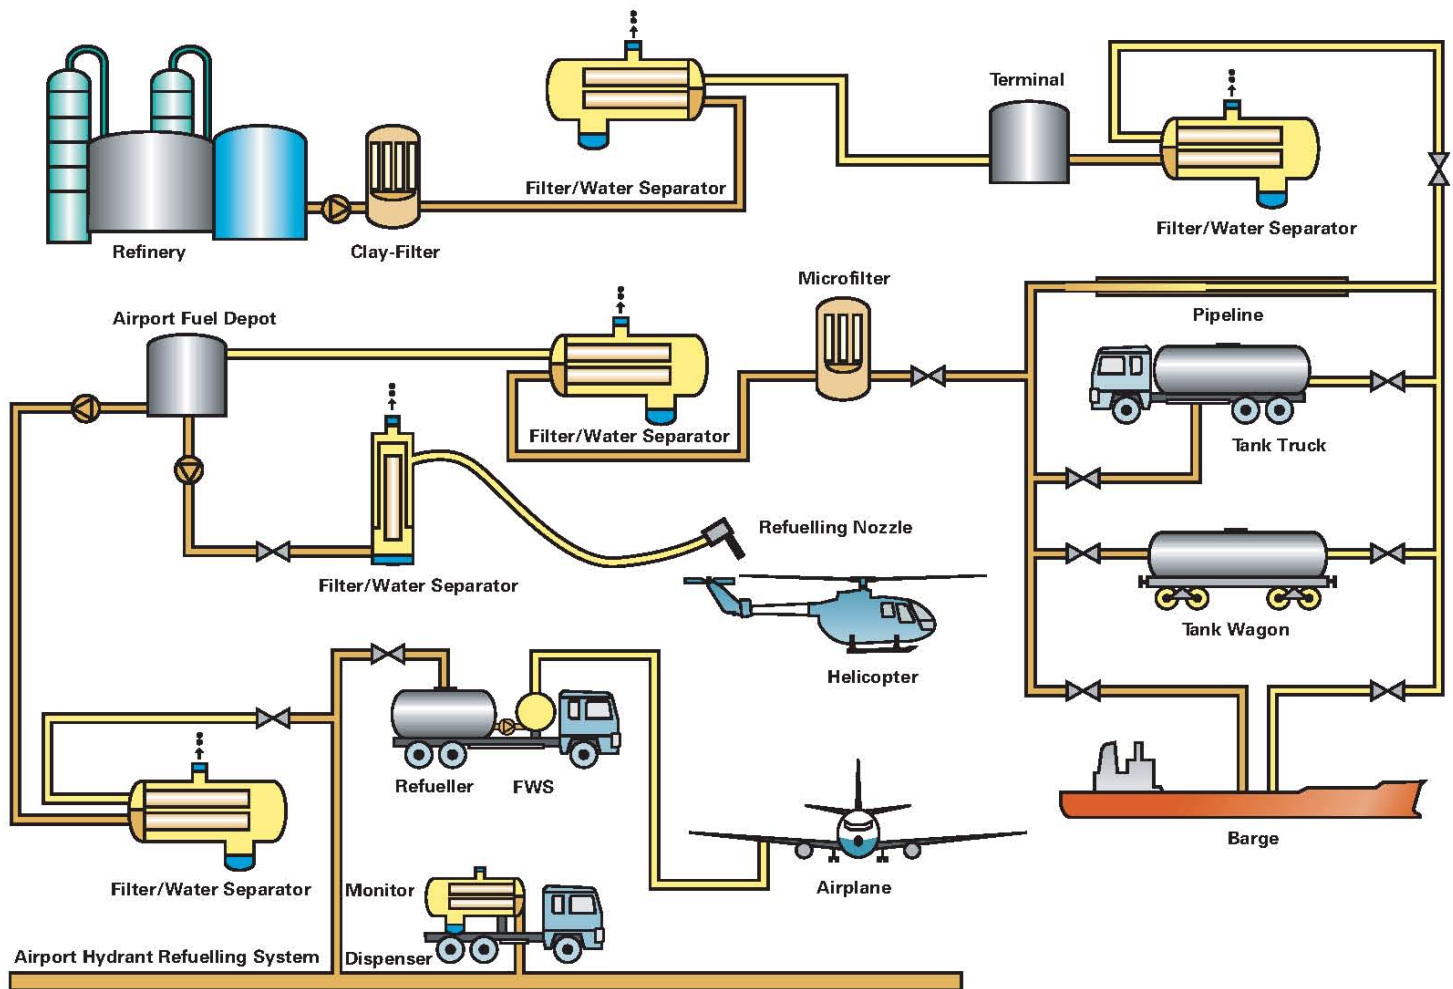 Terminal
Filter/Water Separator
Refinery
Clay-Filter
Filter/Water Separator
Microfilter
Airport Fuel Depot
Pipeline
Filter/Water Separator
Tank Truck
Refuelling Nozzle
Filter/Water Separator
Tank Wagon
Helicopter
Refueller
FWS
Barge
Filter/Water Separator
Monitor
Airplane
Airport Hydrant Refuelling System
Dispenser